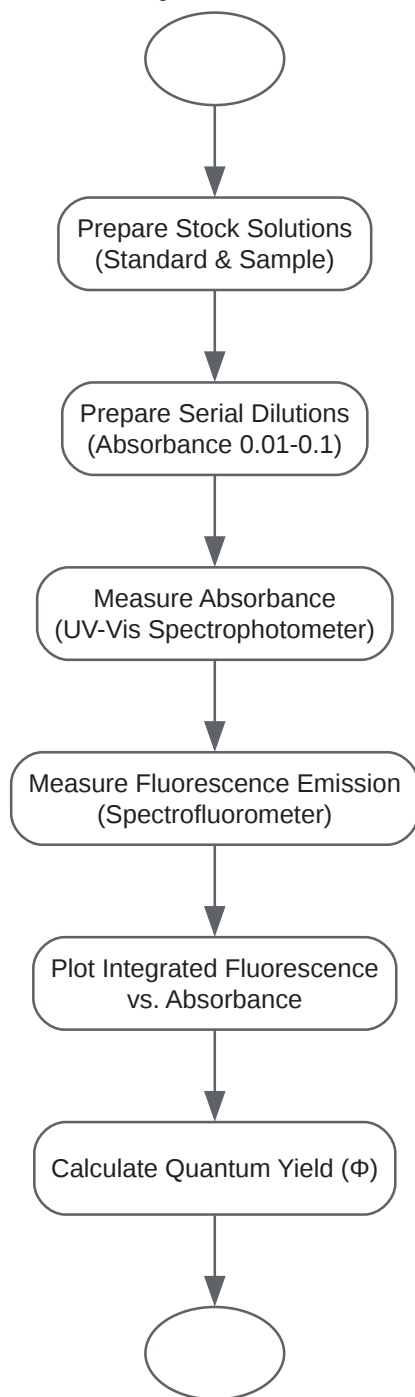 Prepare Stock Solutions
(Standard & Sample)
Prepare Serial Dilutions
(Absorbance 0.01-0.1)
Measure Absorbance
(UV-Vis Spectrophotometer)
Measure Fluorescence Emission
(Spectrofluorometer)
Plot Integrated Fluorescence
vs. Absorbance
Calculate Quantum Yield (Φ)